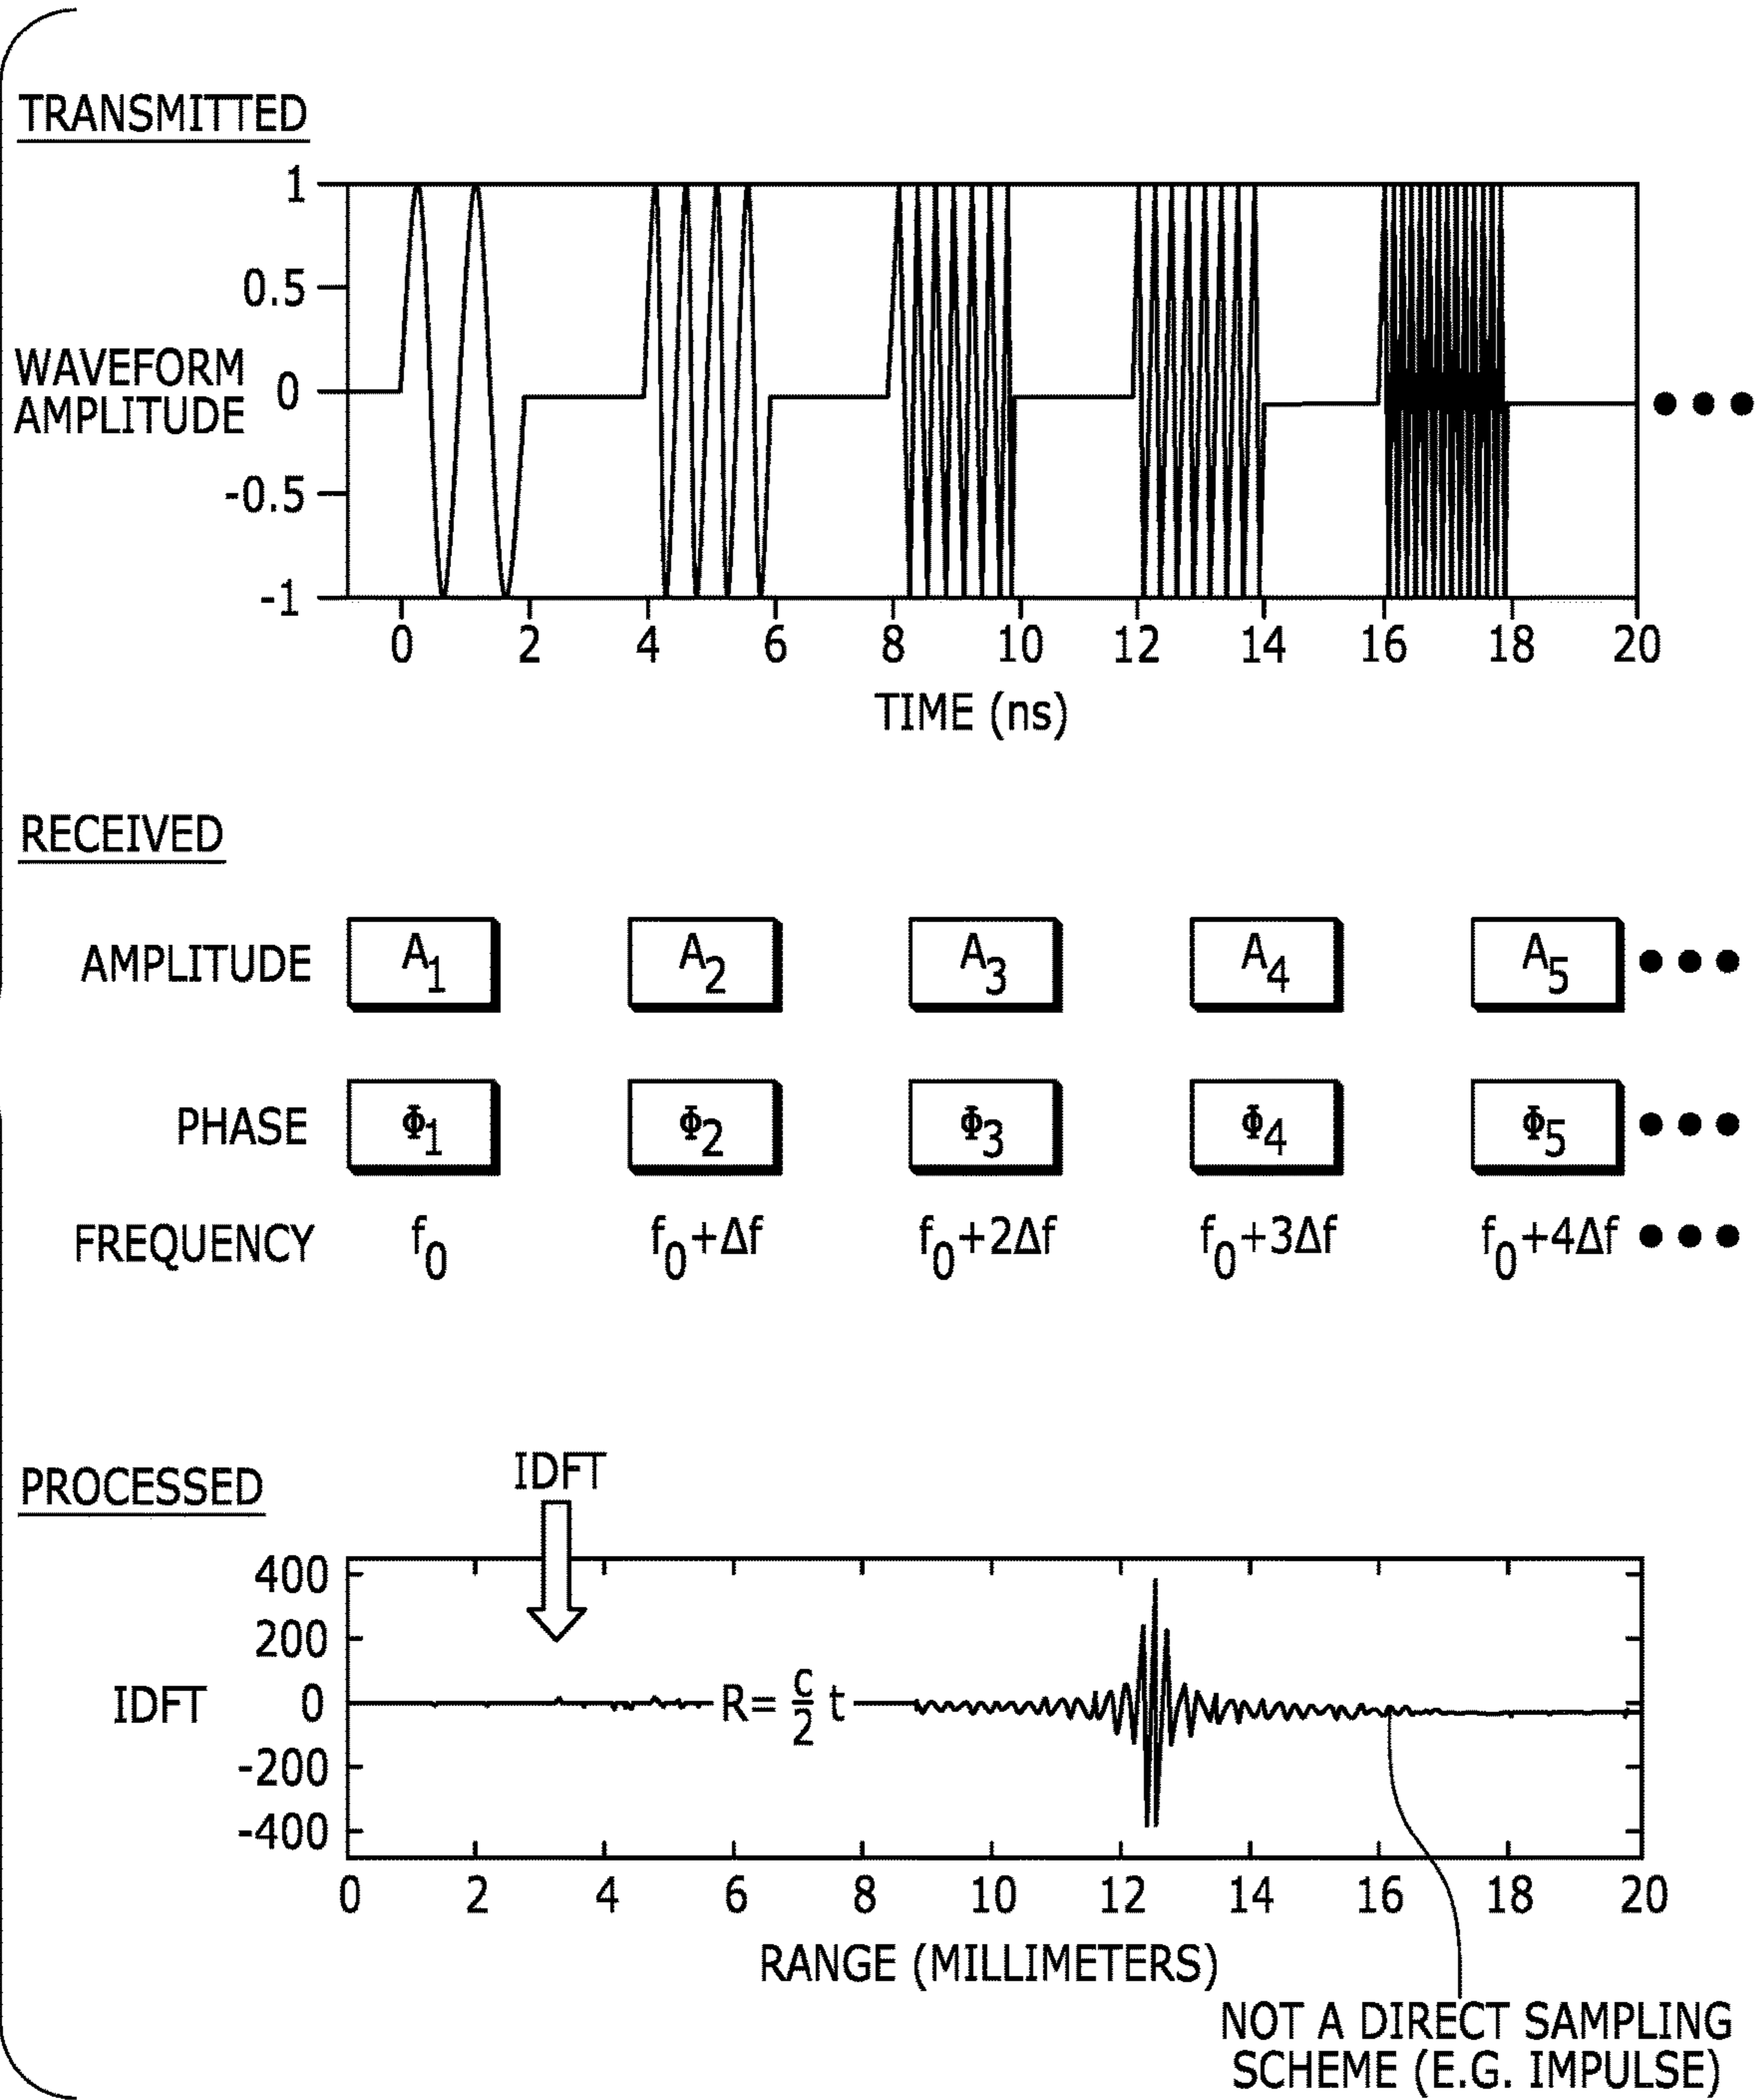 TRANSMITTED
1
0.5
WAVEFORM
AMPLITUDE
0
-0.5
-1
0 2 4 6 8 10 12 14 16 18 20
TIME (ns)
RECEIVED
AMPLITUDE A1 A2 A3 A4 A5
PHASE Φ1 Φ2 Φ3 Φ4 Φ5
FREQUENCY f0 f0+Δf f0+2Δf f0+3Δf f0+4Δf
PROCESSED
IDFT
400
200
IDFT 0 R= c/2 t
-200
-400
0 2 4 6 8 10 12 14 16 18 20
RANGE (MILLIMETERS)
NOT A DIRECT SAMPLING
SCHEME (E.G. IMPULSE)